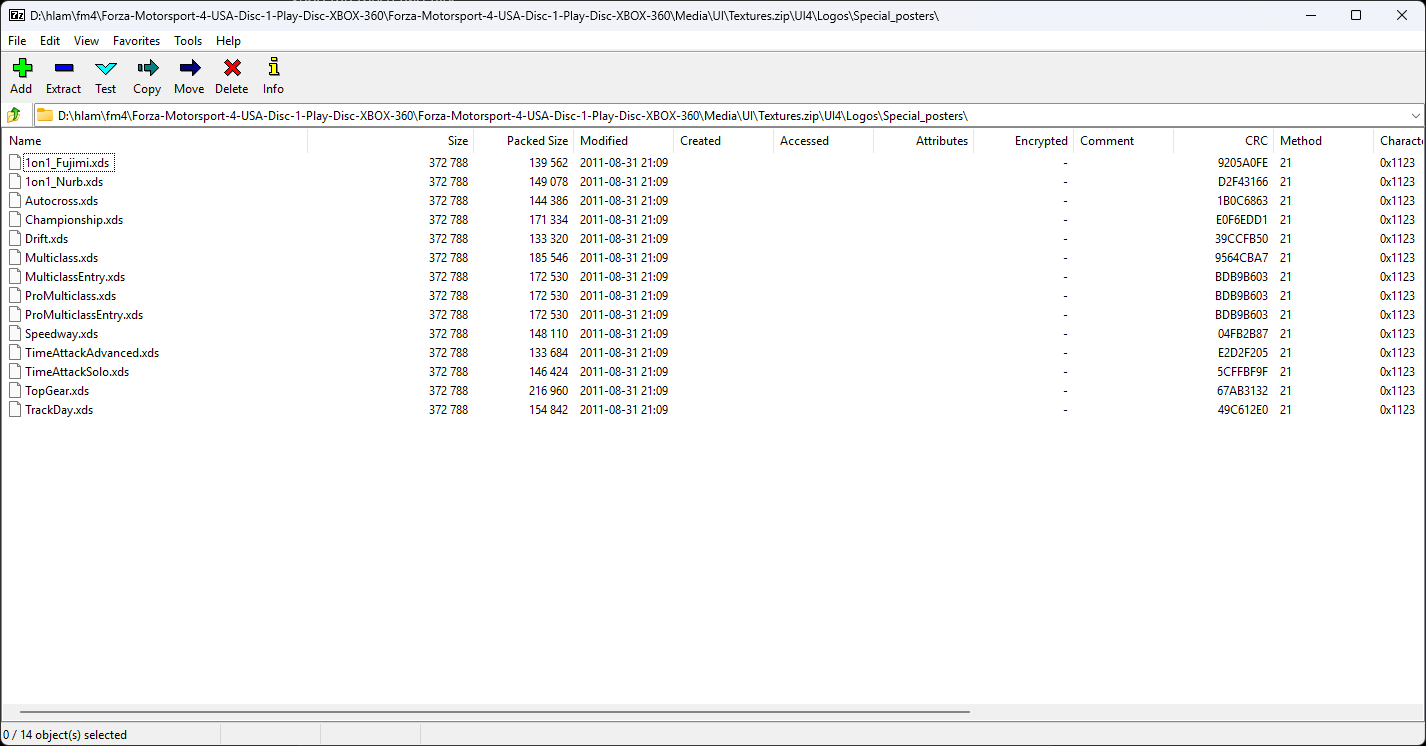 D:\hlam\fm4\Forza-Motorsport-4-USA-Disc-1-Play-Disc-XBOX-360\Forza-Motorsport-4-USA-Disc-1-Play-Disc-XBOX-360\Media\UI\Textures.zip\UI4\Logos\Special_posters\
File Edit View Favorites Tools Help
Add Extract Test Copy Move Delete Info
D:\hlam\fm4\Forza-Motorsport-4-USA-Disc-1-Play-Disc-XBOX-360\Forza-Motorsport-4-USA-Disc-1-Play-Disc-XBOX-360\Media\UI\Textures.zip\UI4\Logos\Special_posters\
Name Size Packed Size Modified Created Accessed Attributes Encrypted Comment CRC Method Characte
1on1_Fujimi.xds 372 788 139 562 2011-08-31 21:09 - 9205A0FE 21 0x1123
1on1_Nurb.xds 372 788 149 078 2011-08-31 21:09 - D2F43166 21 0x1123
Autocross.xds 372 788 144 386 2011-08-31 21:09 - 1B0C6863 21 0x1123
Championship.xds 372 788 171 334 2011-08-31 21:09 - E0F6EDD1 21 0x1123
Drift.xds 372 788 133 320 2011-08-31 21:09 - 39CCFB50 21 0x1123
Multiclass.xds 372 788 185 546 2011-08-31 21:09 - 9564CBA7 21 0x1123
MulticlassEntry.xds 372 788 172 530 2011-08-31 21:09 - BDB9B603 21 0x1123
ProMulticlass.xds 372 788 172 530 2011-08-31 21:09 - BDB9B603 21 0x1123
ProMulticlassEntry.xds 372 788 172 530 2011-08-31 21:09 - BDB9B603 21 0x1123
Speedway.xds 372 788 148 110 2011-08-31 21:09 - 04FB2B87 21 0x1123
TimeAttackAdvanced.xds 372 788 133 684 2011-08-31 21:09 - E2D2F205 21 0x1123
TimeAttackSolo.xds 372 788 146 424 2011-08-31 21:09 - 5CFFBF9F 21 0x1123
TopGear.xds 372 788 216 960 2011-08-31 21:09 - 67AB3132 21 0x1123
TrackDay.xds 372 788 154 842 2011-08-31 21:09 - 49C612E0 21 0x1123
0 / 14 object(s) selected